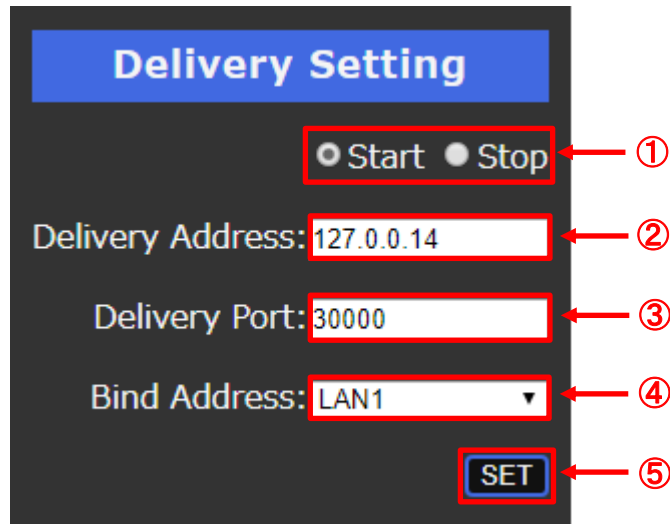 Delivery Setting
Start Stop ①
Delivery Address: 127.0.0.14 ②
Delivery Port: 30000 ③
Bind Address: LAN1 ④
SET ⑤